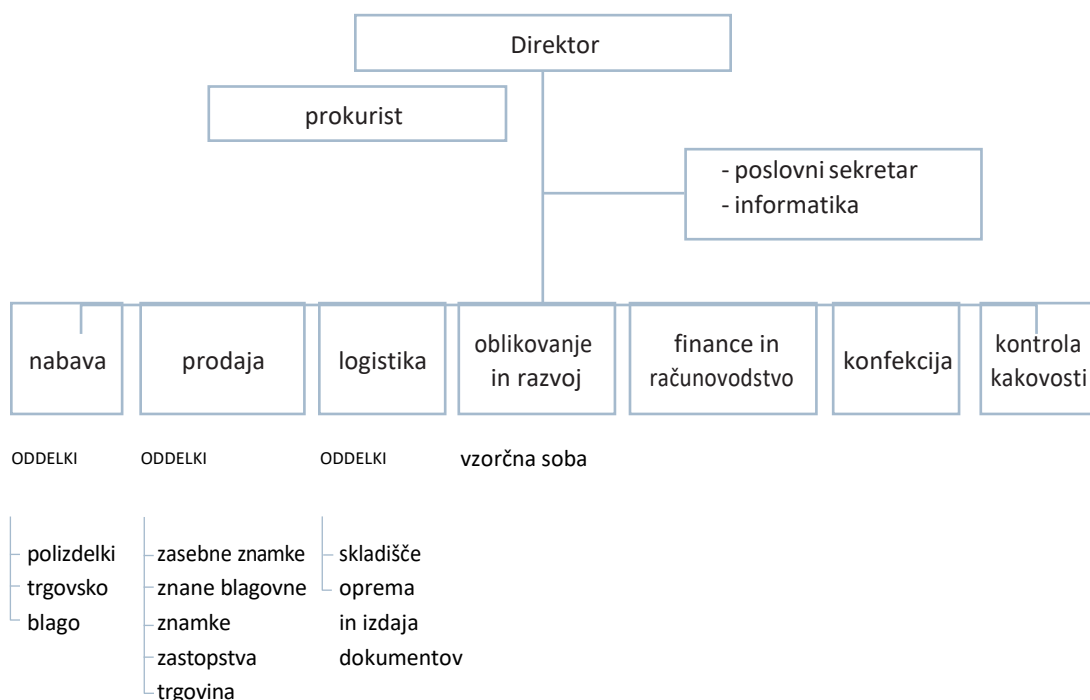 Direktor
prokurist
- poslovni sekretar
- informatika
nabava
prodaja
logistika
oblikovanje
in razvoj
finance in
računovodstvo
konfekcija
kontrola
kakovosti
ODDELKI
ODDELKI
ODDELKI
vzorčna soba
polizdelki
trgovsko
blago
zasebne znamke
znane blagovne
znamke
zastopstva
trgovina
skladišče
oprema
in izdaja
dokumentov